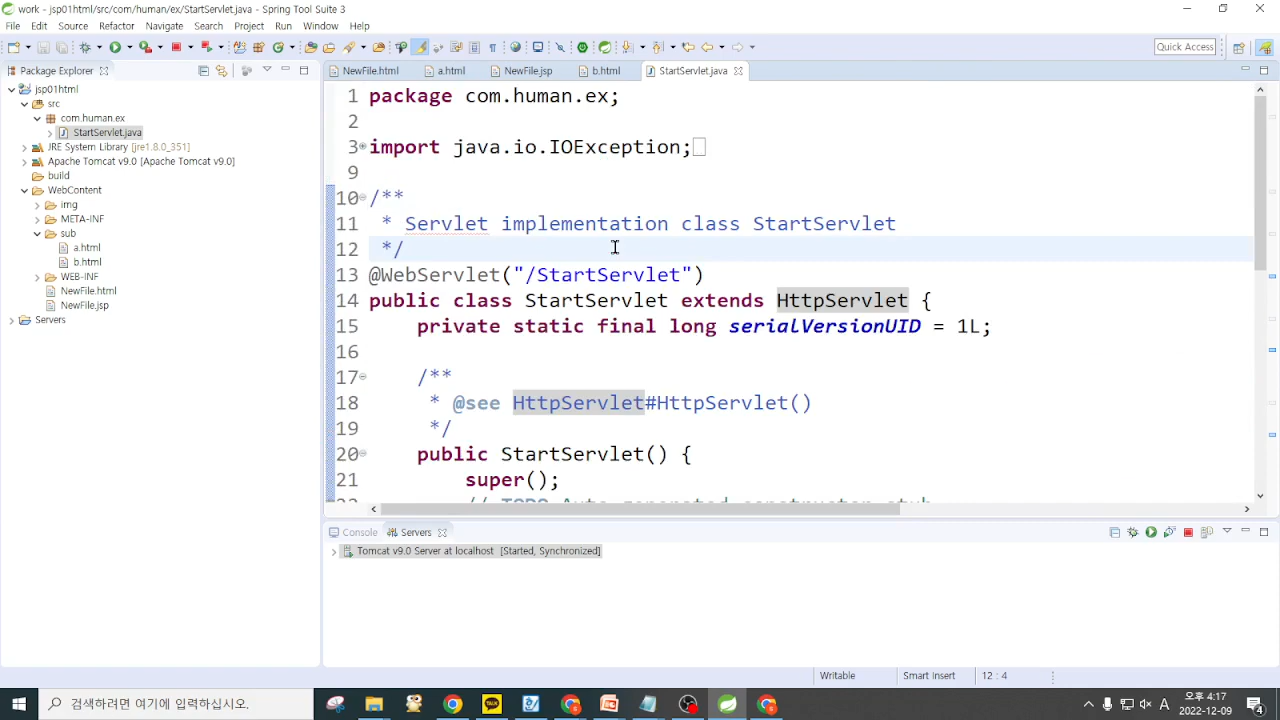 work - jsp01html/src/com/human/ex/StartServlet.java - Spring Tool Suite 3
File Edit Source Refactor Navigate Search Project Run Window Help
Quick Access
Package Explorer
jsp01html
src
com.human.ex
StartServlet.java
JRE System Library [jre1.8.0_351]
Apache Tomcat v9.0 [Apache Tomcat v9.0]
build
WebContent
img
META-INF
sub
a.html
b.html
WEB-INF
NewFile.html
NewFile.jsp
Servers
NewFile.html a.html NewFile.jsp b.html StartServlet.java
1 package com.human.ex;
2
3 import java.io.IOException;
9
10 /**
11 * Servlet implementation class StartServlet
12 */
13 @WebServlet("/StartServlet")
14 public class StartServlet extends HttpServlet {
15 private static final long serialVersionUID = 1L;
16
17 /**
18 * @see HttpServlet#HttpServlet()
19 */
20 public StartServlet() {
21 super();
22 // TODO Auto-generated constructor stub
Console Servers
Tomcat v9.0 Server at localhost [Started, Synchronized]
Writable Smart Insert 12 : 4
검색하려면 여기에 입력하십시오.
TALK
A
오후 4:17
2022-12-09
4